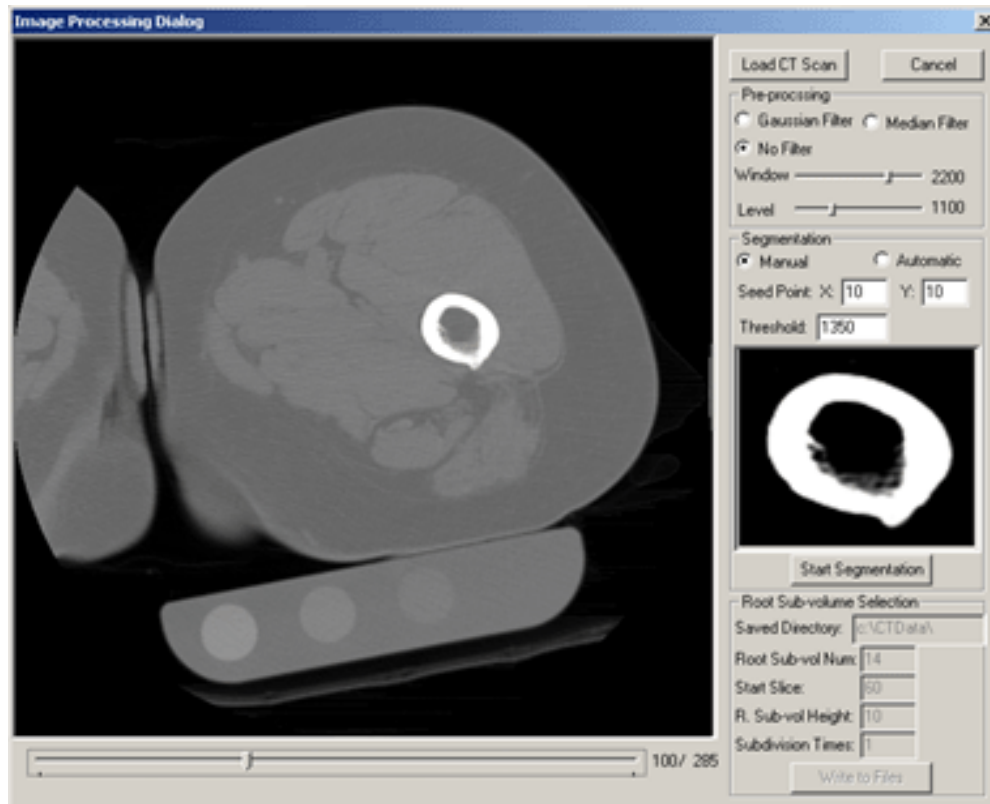 Image Processing Dialog
Load CT Scan Cancel
Pre-procssing
Gaussian Filter Median Filter
No Filter
Window 2200
Level 1100
Segmentation
Manual Automatic
Seed Point: X: 10 Y: 10
Threshold: 1350
Start Segmentation
Root Sub-volume Selection
Saved Directory: c:\CTData\
Root Sub-vol Num: 14
Start Slice: 60
R. Sub-vol Height: 10
Subdivision Times: 1
Write to Files
100/ 285